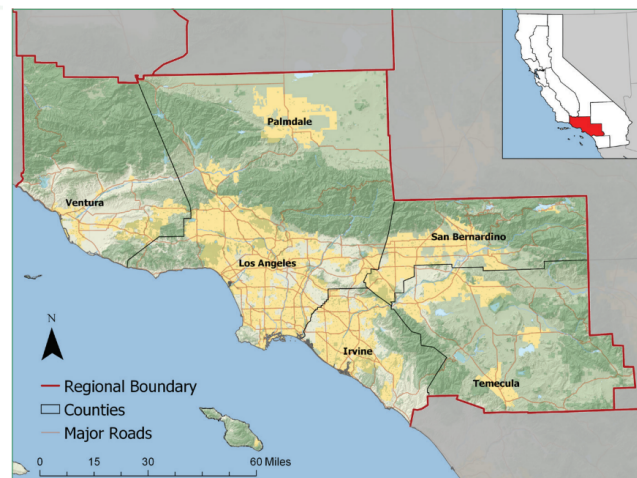 Palmdale
Ventura
San Bernardino
Los Angeles
Irvine
Temecula
N
Regional Boundary
Counties
Major Roads
0 15 30 60 Miles